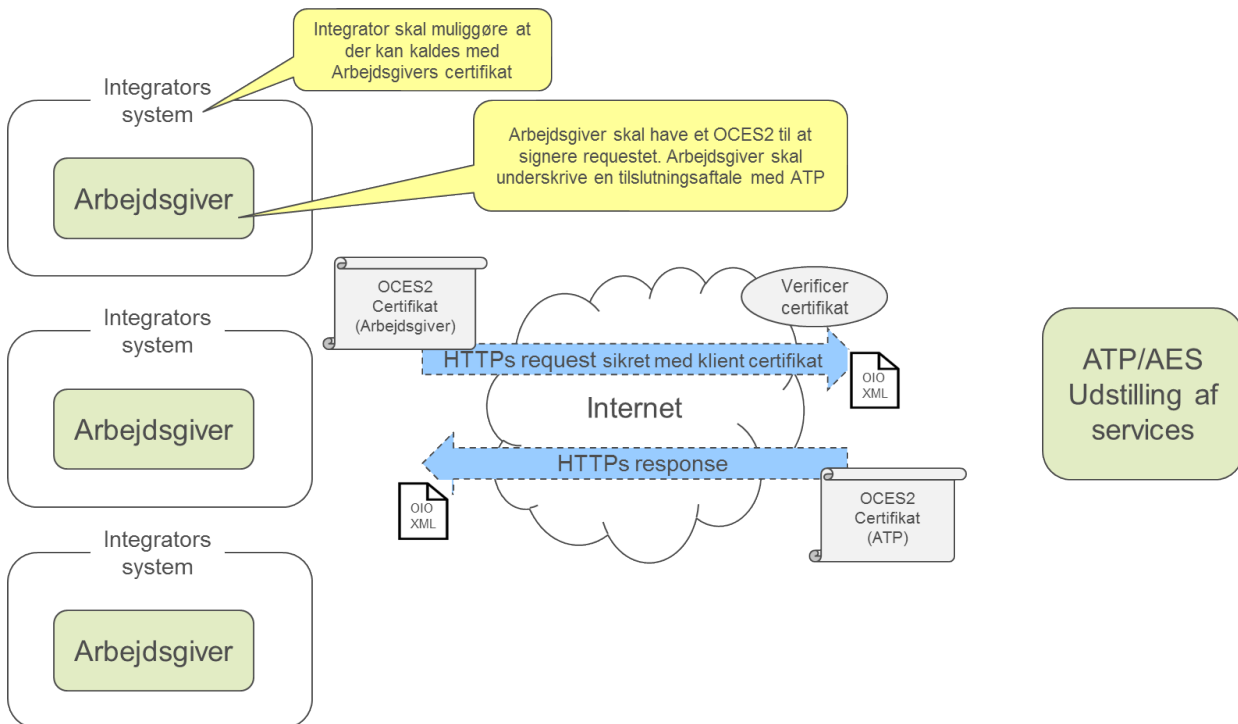 Integrator skal muliggøre at
der kan kaldes med
Arbejdsgivers certifikat
Integrators
system
Arbejdsgiver
Arbejdsgiver skal have et OCES2 til at
signere requestet. Arbejdsgiver skal
underskrive en tilslutningsaftale med ATP
OCES2
Certifikat
(Arbejdsgiver)
Verificer
certifikat
Integrators
system
Arbejdsgiver
HTTPs request sikret med klient certifikat
OIO
XML
Internet
HTTPs response
OIO
XML
OCES2
Certifikat
(ATP)
ATP/AES
Udstilling af
services
Integrators
system
Arbejdsgiver